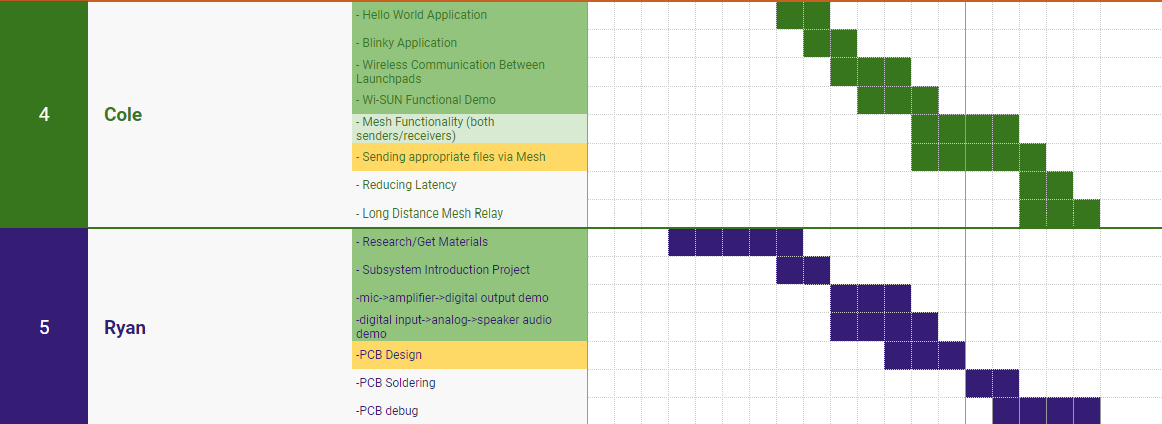 4
Cole
- Hello World Application
- Blinky Application
- Wireless Communication Between
Launchpads
- Wi-SUN Functional Demo
- Mesh Functionality (both
senders/receivers)
- Sending appropriate files via Mesh
- Reducing Latency
- Long Distance Mesh Relay
5
Ryan
- Research/Get Materials
- Subsystem Introduction Project
-mic->amplifier->digital output demo
-digital input->analog->speaker audio
demo
-PCB Design
-PCB Soldering
-PCB debug